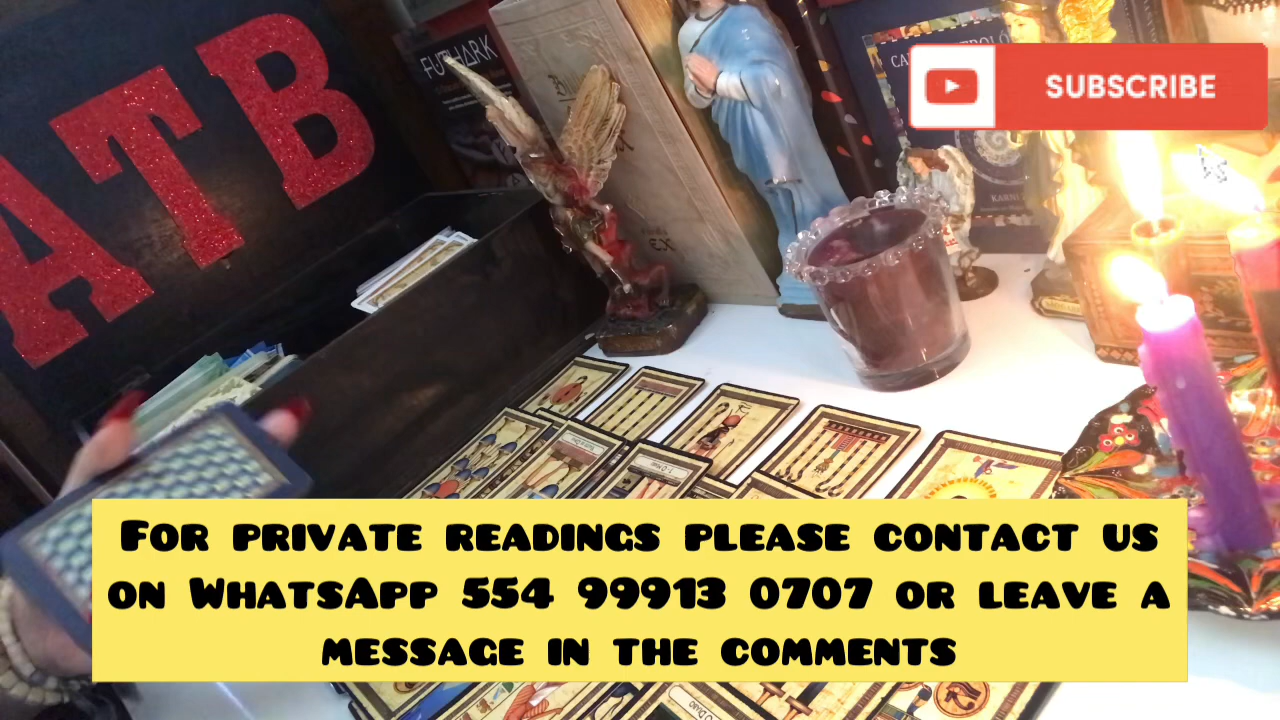 ATB
FUTHARK
SUBSCRIBE
KARNI
For private readings please contact us
on WhatsApp 554 99913 0707 or leave a
message in the comments